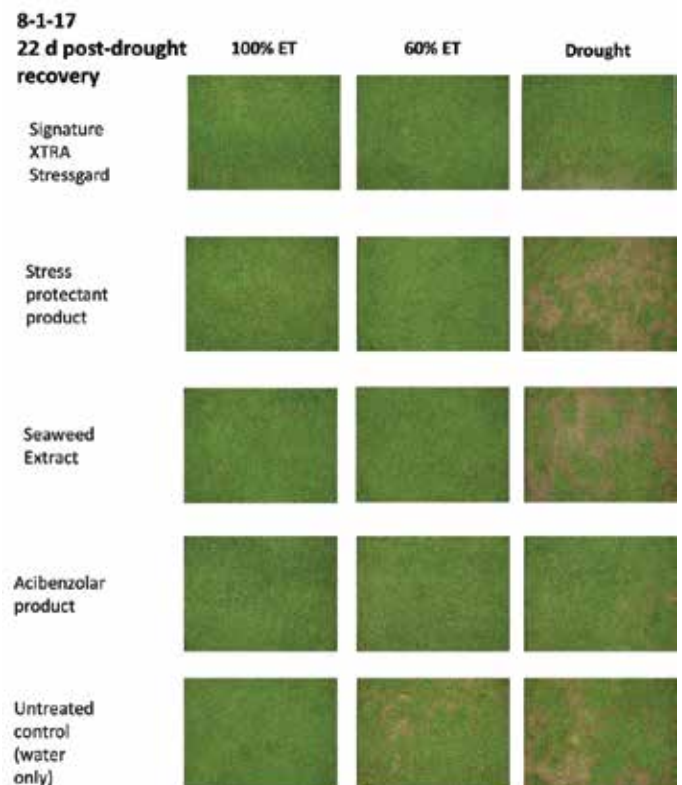 8-1-17
22 d post-drought
recovery
100% ET
60% ET
Drought
Signature
XTRA
Stressgard
Stress
protectant
product
Seaweed
Extract
Acibenzolar
product
Untreated
control
(water
only)